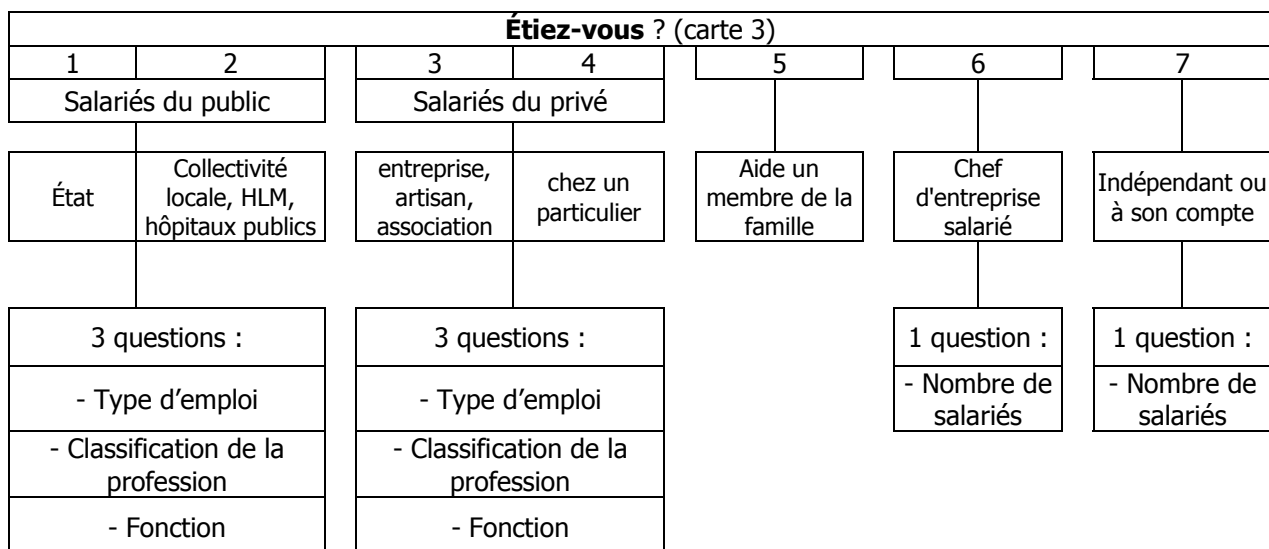 Étiez-vous ? (carte 3)
1 2 3 4 5 6 7
Salariés du public Salariés du privé
État
Collectivité
locale, HLM,
hôpitaux publics
entreprise,
artisan,
association
chez un
particulier
Aide un
membre de la
famille
Chef
d'entreprise
salarié
Indépendant ou
à son compte
3 questions :
- Type d’emploi
- Classification de la
profession
- Fonction
3 questions :
- Type d’emploi
- Classification de la
profession
- Fonction
1 question :
- Nombre de
salariés
1 question :
- Nombre de
salariés